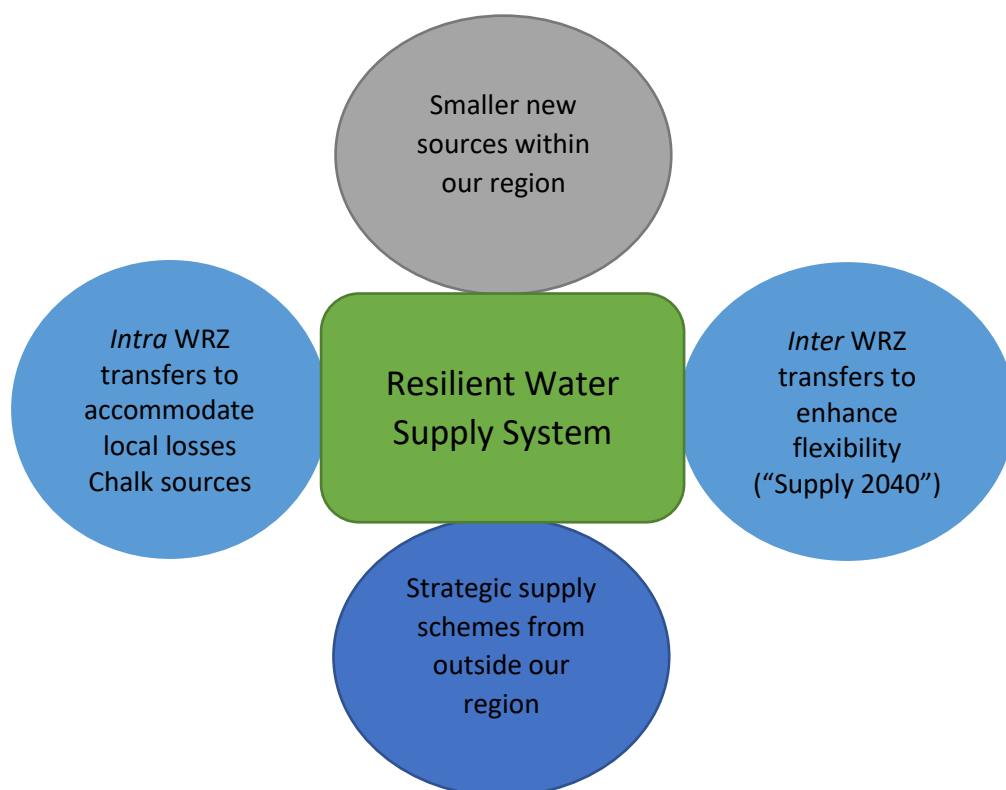 Smaller new
sources within
our region
Intra WRZ
transfers to
accommodate
local losses
Chalk sources
Resilient Water
Supply System
Inter WRZ
transfers to
enhance
flexibility
(“Supply 2040”)
Strategic supply
schemes from
outside our
region